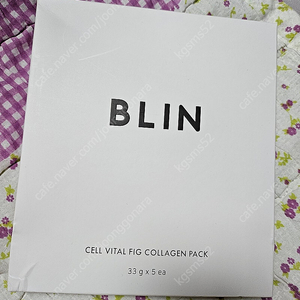 BLIN
CELL VITAL FIG COLLAGEN PACK
33 g x 5 ea